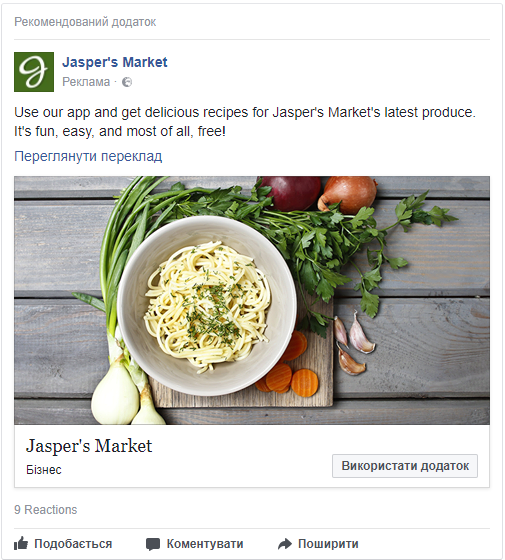 Рекомендований додаток
Jasper's Market
Реклама ·
Use our app and get delicious recipes for Jasper's Market's latest produce.
It's fun, easy, and most of all, free!
Переглянути переклад
Jasper's Market
Бізнес
Використати додаток
9 Reactions
Подобається Коментувати Поширити